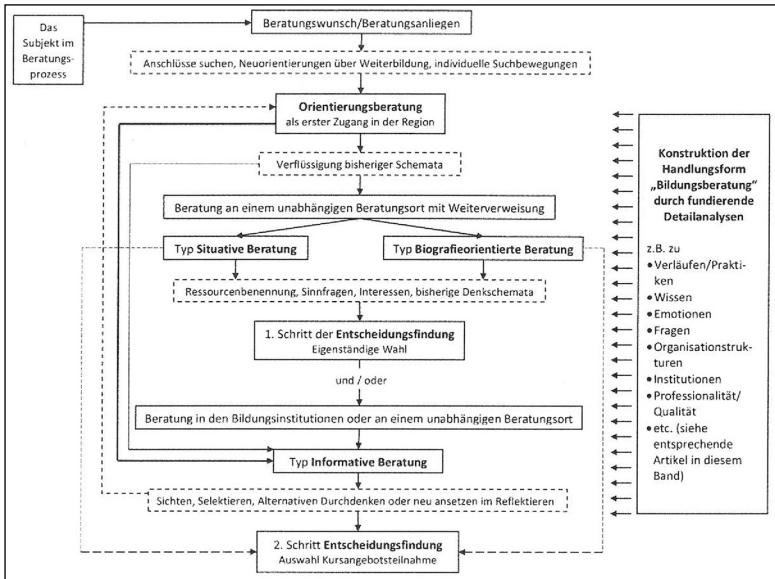 Das
Subjekt im
Beratungs-
prozess
Beratungswunsch/Beratungsanliegen
Anschlüsse suchen, Neuorientierungen über Weiterbildung, individuelle Suchbewegungen
Orientierungsberatung
als erster Zugang in der Region
Verflüssigung bisheriger Schemata
Beratung an einem unabhängigen Beratungsort mit Weiterverweisung
Typ Situative Beratung
Typ Biografieorientierte Beratung
Ressourcenbenennung, Sinnfragen, Interessen, bisherige Denkschemata
1. Schritt der Entscheidungsfindung
Eigenständige Wahl
und / oder
Beratung in den Bildungsinstitutionen oder an einem unabhängigen Beratungsort
Typ Informative Beratung
Sichten, Selektieren, Alternativen Durchdenken oder neu ansetzen im Reflektieren
2. Schritt Entscheidungsfindung
Auswahl Kursangebotsteilnahme
Konstruktion der
Handlungsform
„Bildungsberatung“
durch fundierende
Detailanalysen
z.B. zu
• Verläufen/Prakti-
ken
• Wissen
• Emotionen
• Fragen
• Organisationstruk-
turen
• Institutionen
• Professionalität/
Qualität
• etc. (siehe
entsprechende
Artikel in diesem
Band)